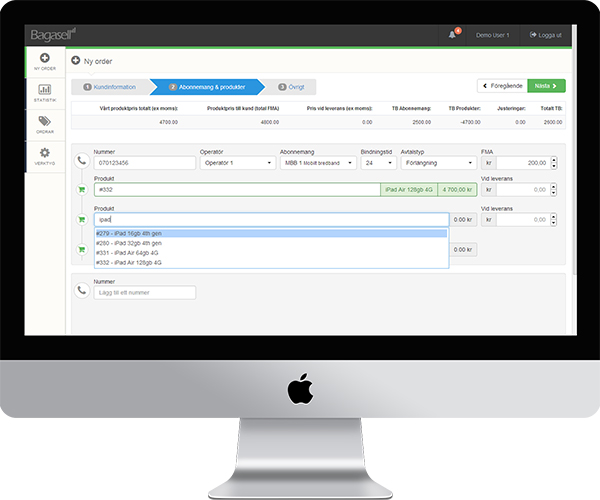 Bagasell
4
Demo User 1
Logga ut
NY ORDER
Ny order
1 Kundinformation
2 Abonnemang & produkter
3 Övrigt
Föregående
Nästa
STATISTIK
ORDRAR
VERKTYG
Vårt produktpris totalt (ex moms): Produktpris till kund (total FMA) Pris vid leverans (ex moms): TB Abonnemang: TB Produkter: Justeringar: Totalt TB:
4700.00 4800.00 0.00 2500.00 -4700.00 0.00 2600.00
Nummer Operatör Abonnemang Bindningstid Avtalstyp FMA
070123456 Operatör 1 MBB 1 Mobilt bredband 24 Förlängning kr 200,00
Produkt Vid leverans
#332 iPad Air 128gb 4G 4 700,00 kr kr 0,00
Produkt Vid leverans
ipad 0.00 kr kr 0,00
#279 - iPad 16gb 4th gen
#280 - iPad 32gb 4th gen
#331 - iPad Air 64gb 4G
#332 - iPad Air 128gb 4G
0.00 kr
Nummer
Lägg till ett nummer